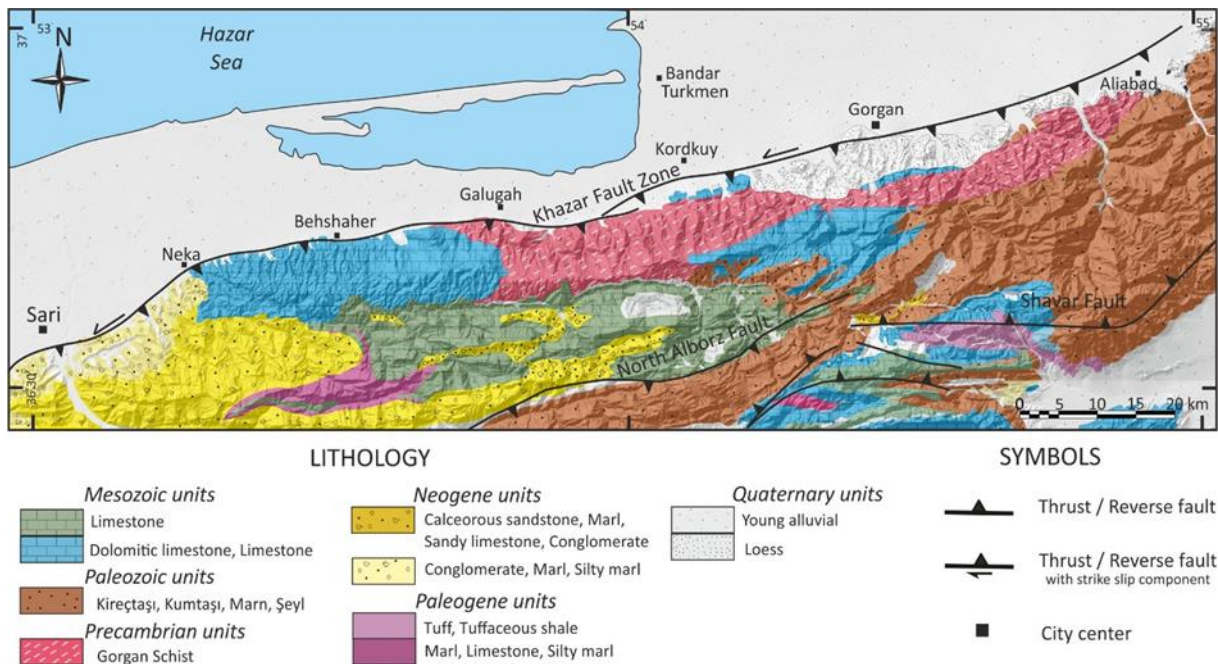 53°
54°
55°
37°
N
Hazar
Sea
Bandar
Turkmen
Aliabad
Gorgan
Kordkuy
Khazar Fault Zone
Galugah
Behshaher
Neka
Sari
Shavar Fault
North Alborz Fault
36°30'
0 5 10 15 20 km
LITHOLOGY
Mesozoic units
Limestone
Dolomitic limestone, Limestone
Paleozoic units
Kireçtaşı, Kumtaşı, Marn, Şeyl
Precambrian units
Gorgan Schist
Neogene units
Calceorous sandstone, Marl,
Sandy limestone, Conglomerate
Conglomerate, Marl, Silty marl
Paleogene units
Tuff, Tuffaceous shale
Marl, Limestone, Silty marl
Quaternary units
Young alluvial
Loess
SYMBOLS
Thrust / Reverse fault
Thrust / Reverse fault
with strike slip component
City center